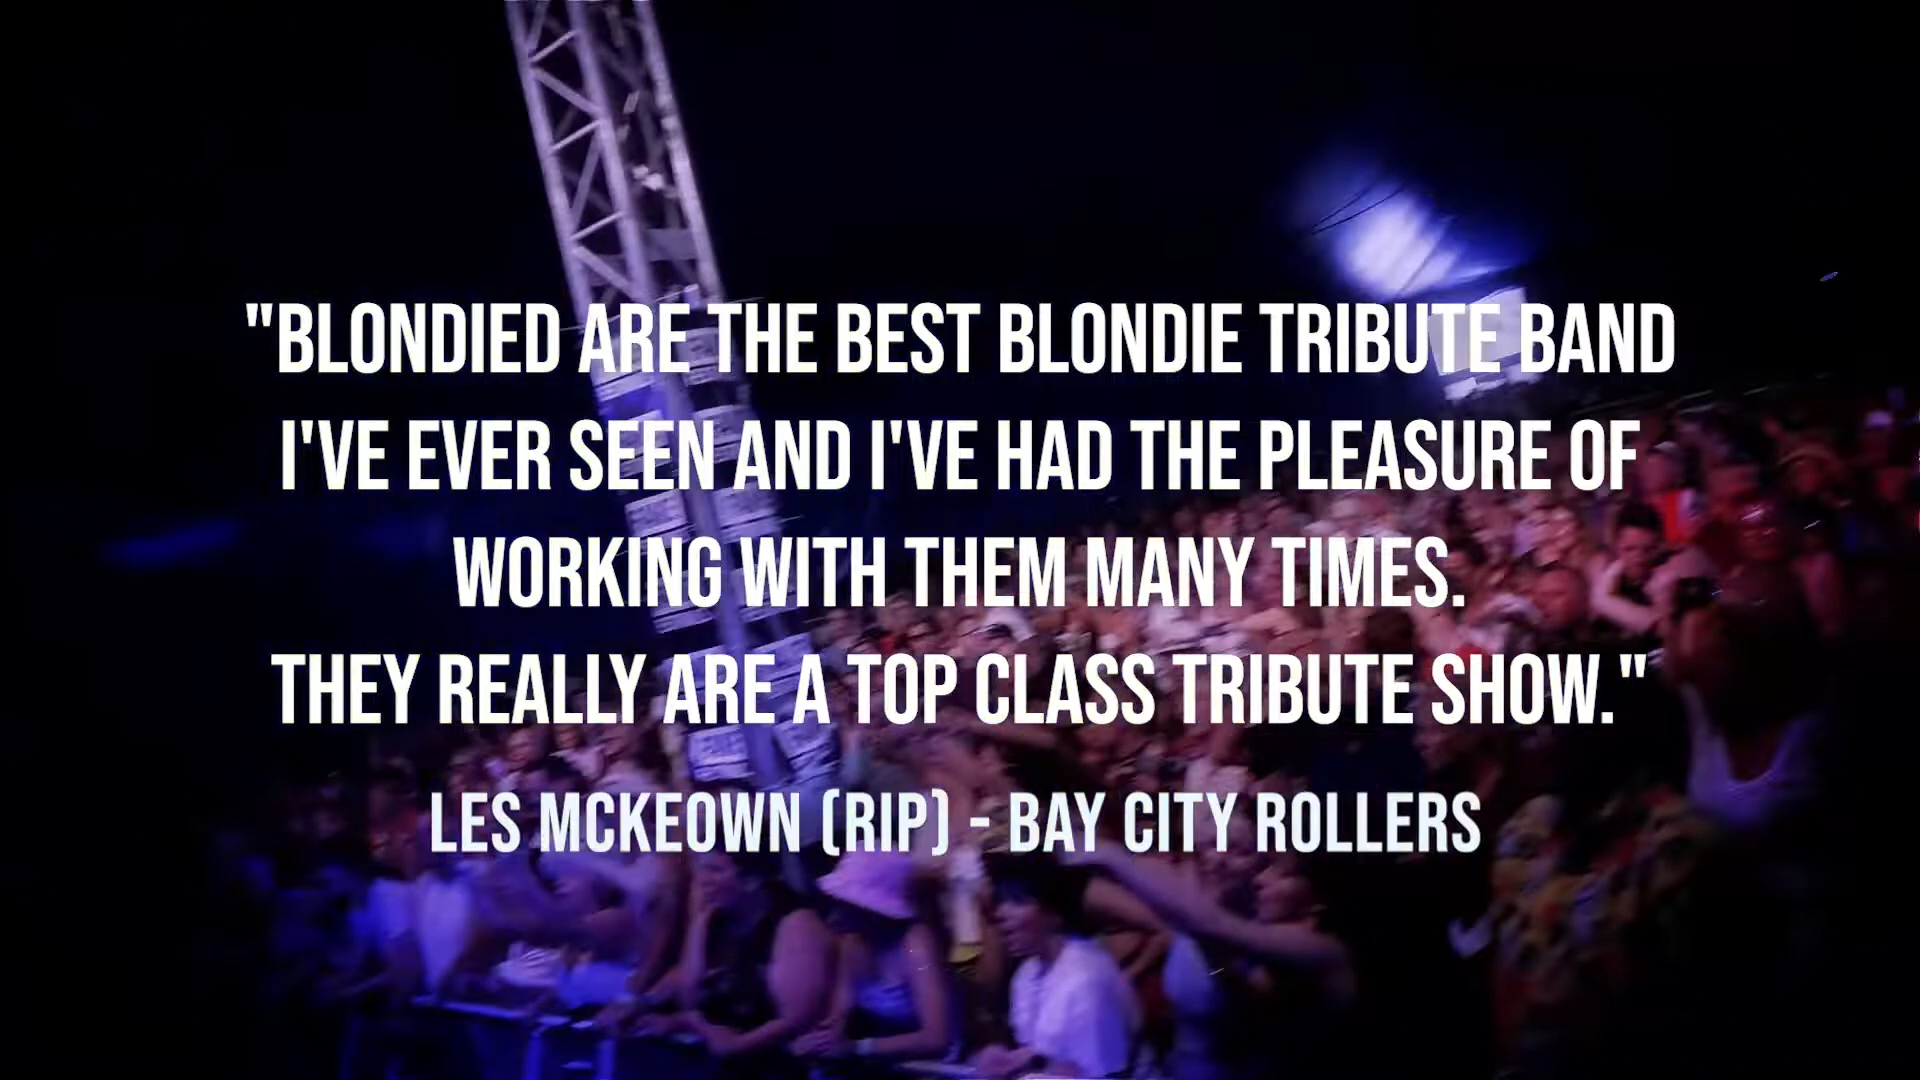 "BLONDIED ARE THE BEST BLONDIE TRIBUTE BAND
I'VE EVER SEEN AND I'VE HAD THE PLEASURE OF
WORKING WITH THEM MANY TIMES.
THEY REALLY ARE A TOP CLASS TRIBUTE SHOW."
LES MCKEOWN (RIP) - BAY CITY ROLLERS